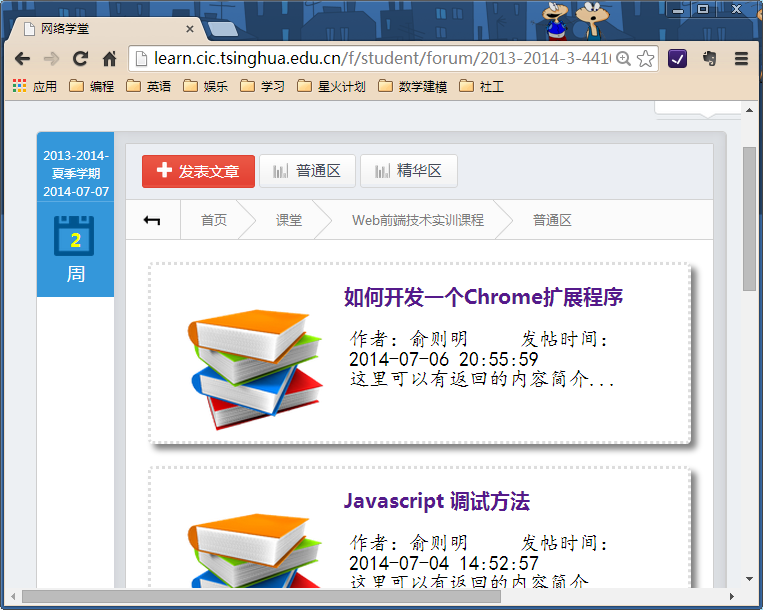 网络学堂
learn.cic.tsinghua.edu.cn/f/student/forum/2013-2014-3-441
应用 编程 英语 娱乐 学习 星火计划 数学建模 社工
2013-2014-
夏季学期
2014-07-07
2
周
发表文章 普通区 精华区
首页 课堂 Web前端技术实训课程 普通区
如何开发一个Chrome扩展程序
作者：俞则明 发帖时间：
2014-07-06 20:55:59
这里可以有返回的内容简介...
Javascript 调试方法
作者：俞则明 发帖时间：
2014-07-04 14:52:57
这里可以有返回的内容简介